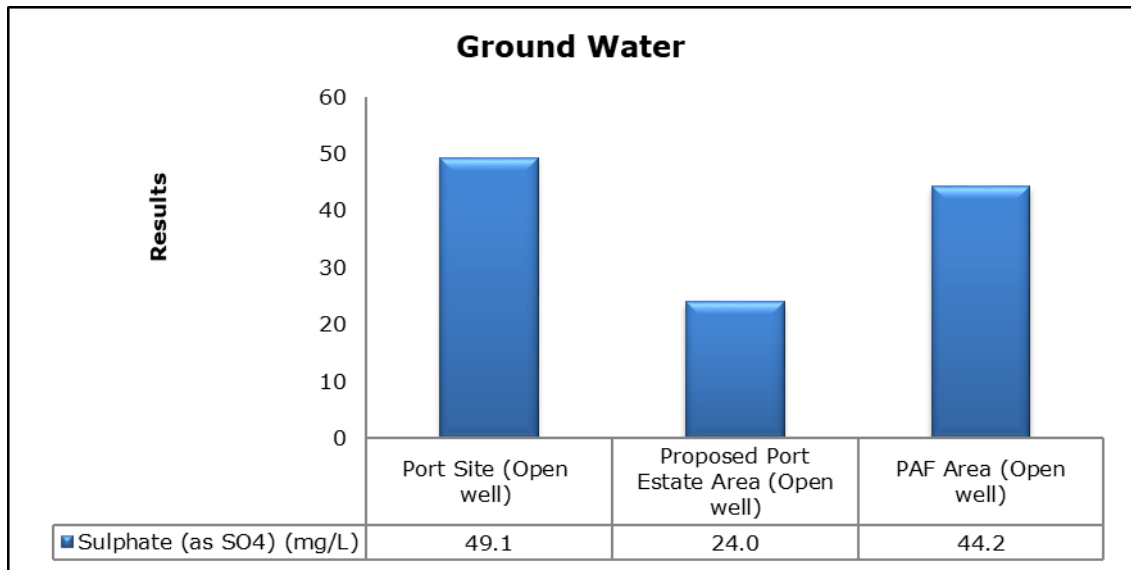 Ground Water
Results
60
50
40
30
20
10
0
Port Site (Open
well)
Proposed Port
Estate Area (Open
well)
PAF Area (Open
well)
Sulphate (as SO4) (mg/L)
49.1
24.0
44.2